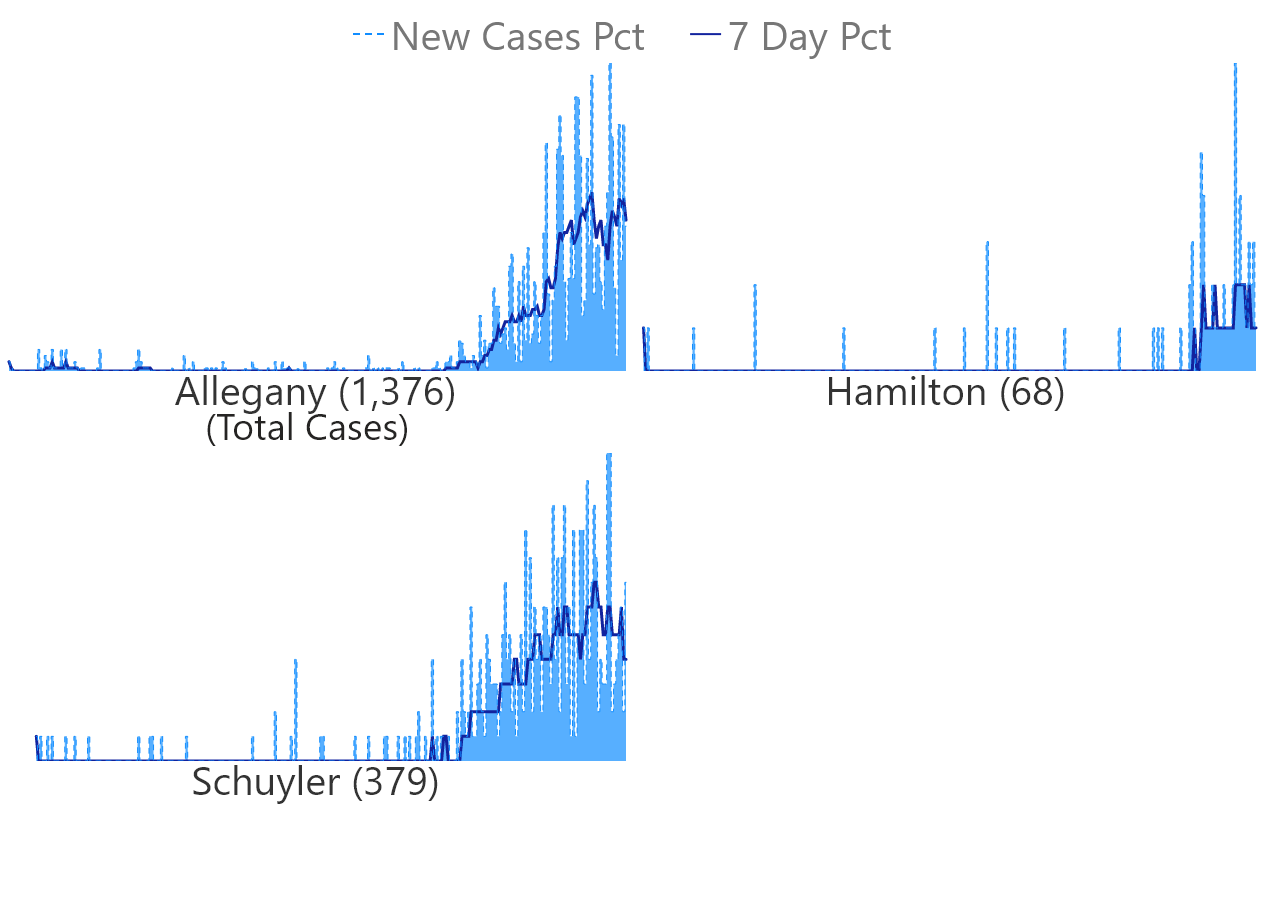 New Cases Pct 7 Day Pct
Allegany (1,376)
(Total Cases)
Hamilton (68)
Schuyler (379)